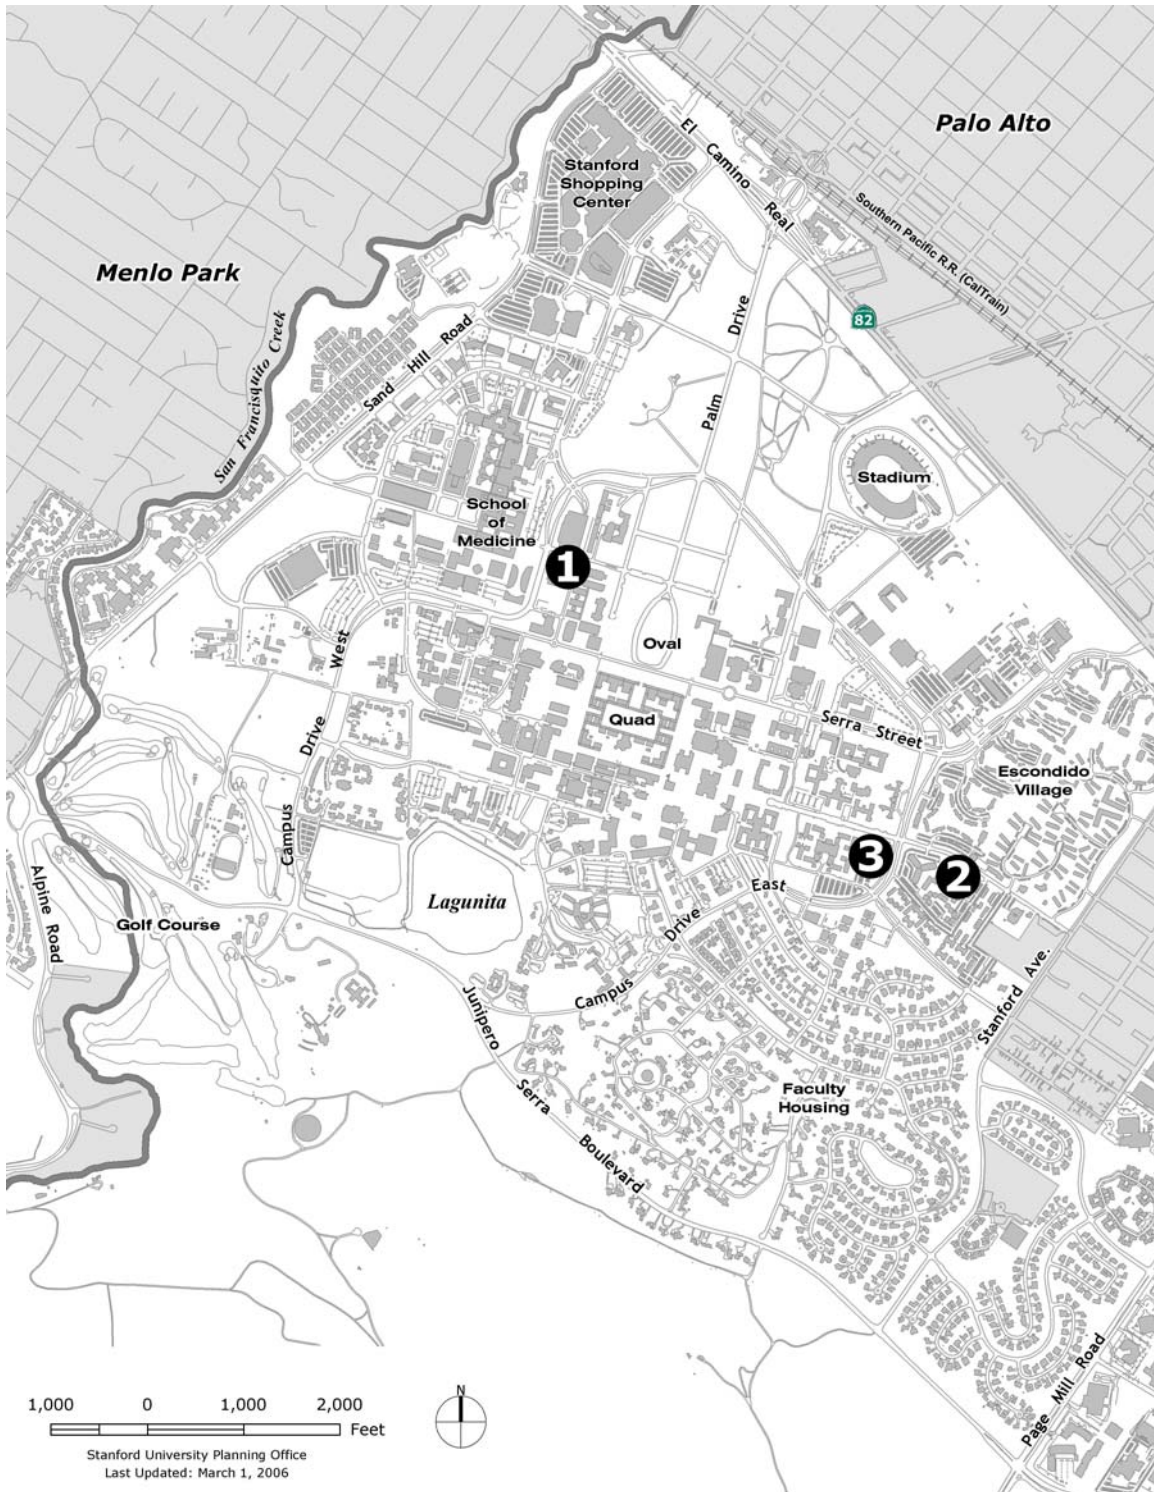 Palo Alto
El Camino Real
Stanford
Shopping
Center
Southern Pacific R.R. (CalTrain)
Menlo Park
82
San Francisquito Creek
Sand Hill Road
Palm Drive
Stadium
School
of
Medicine
1
Oval
Quad
Serra Street
Escondido
Village
Campus Drive West
3
2
Campus Drive East
Lagunita
Alpine Road
Golf Course
Stanford Ave.
Junipero Serra Boulevard
Faculty
Housing
Page Mill Road
N
1,000 0 1,000 2,000
Feet
Stanford University Planning Office
Last Updated: March 1, 2006